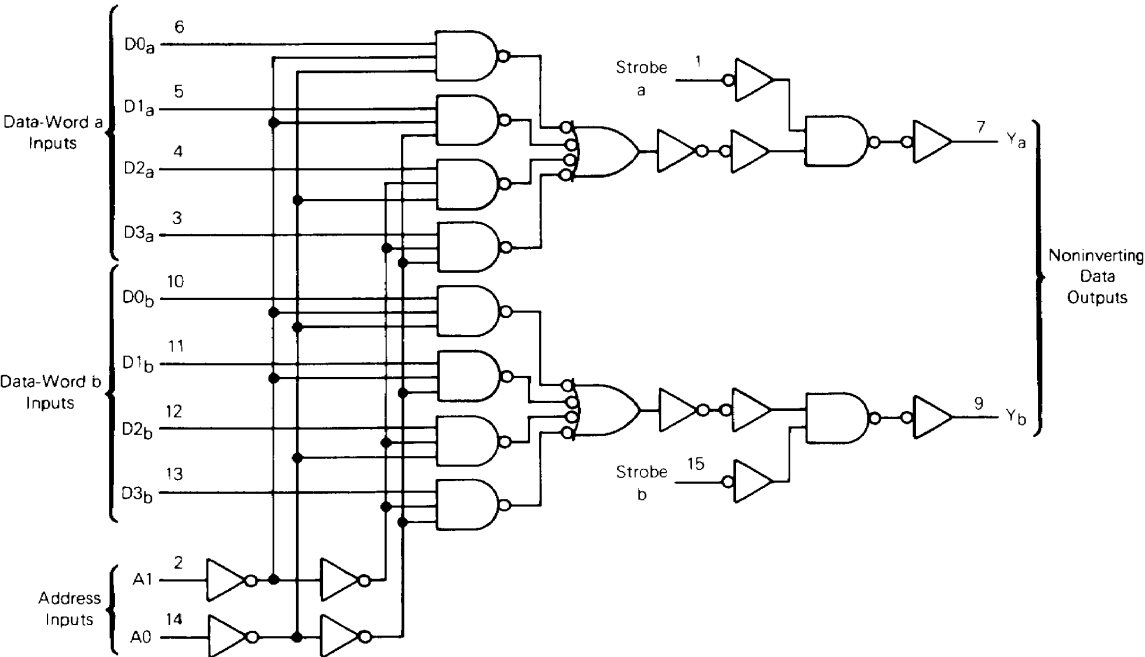 Data-Word a
Inputs
D0a
6
D1a
5
D2a
4
D3a
3
Data-Word b
Inputs
D0b
10
D1b
11
D2b
12
D3b
13
Address
Inputs
A1
2
A0
14
Strobe
a
1
7
Ya
Strobe
b
15
9
Yb
Noninverting
Data
Outputs